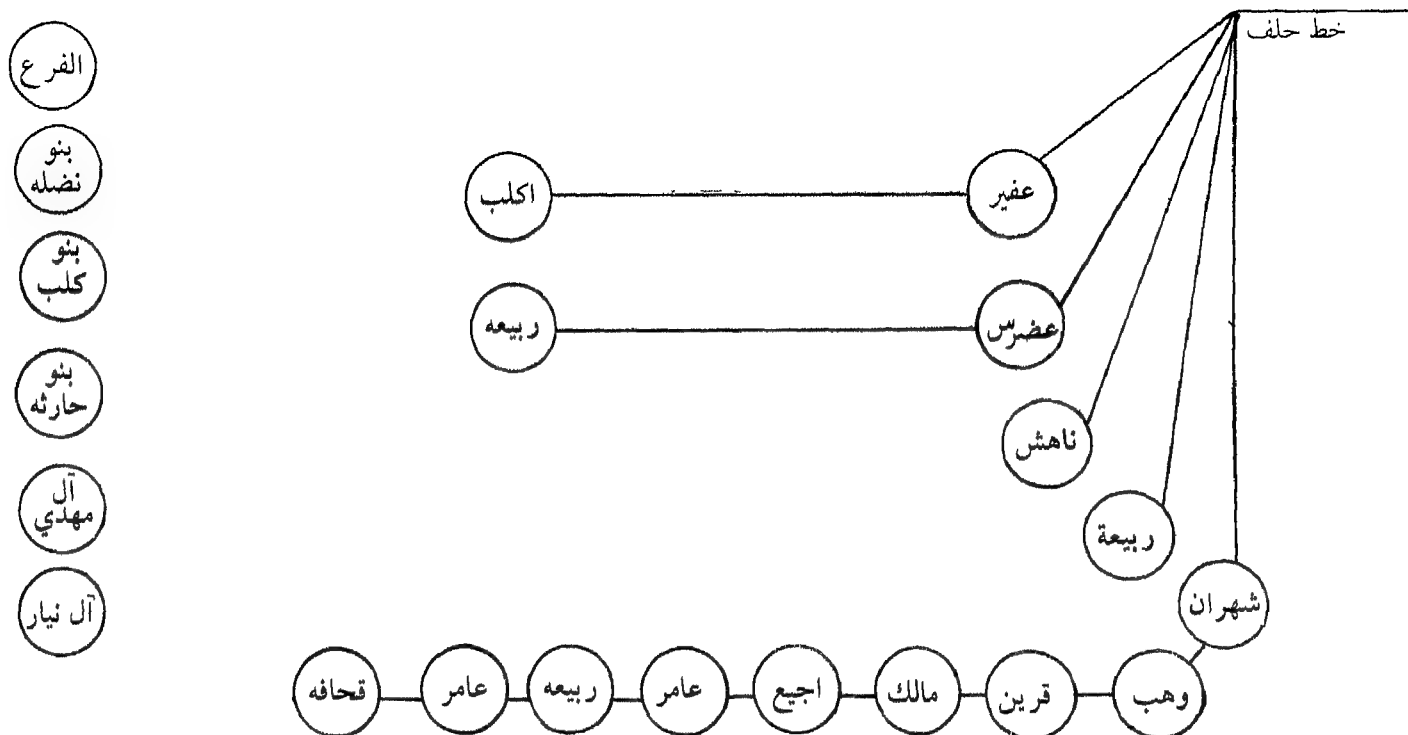 خط حلف
عفير
اكلب
عضرس
ربيعه
ناهش
ربيعة
شهران
وهب
قرين
مالك
اجيع
عامر
ربيعه
عامر
قحافه
الفرع
بنو
نضله
بنو
كلب
بنو
حارثه
آل
مهدي
آل نيار